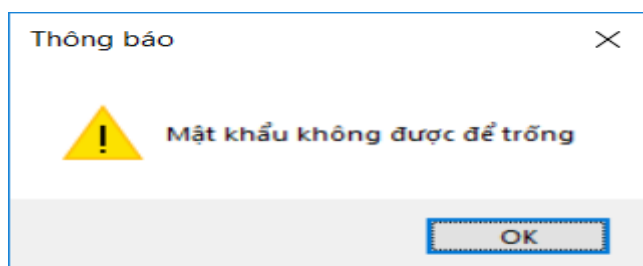 Thông báo
Mật khẩu không được để trống
OK